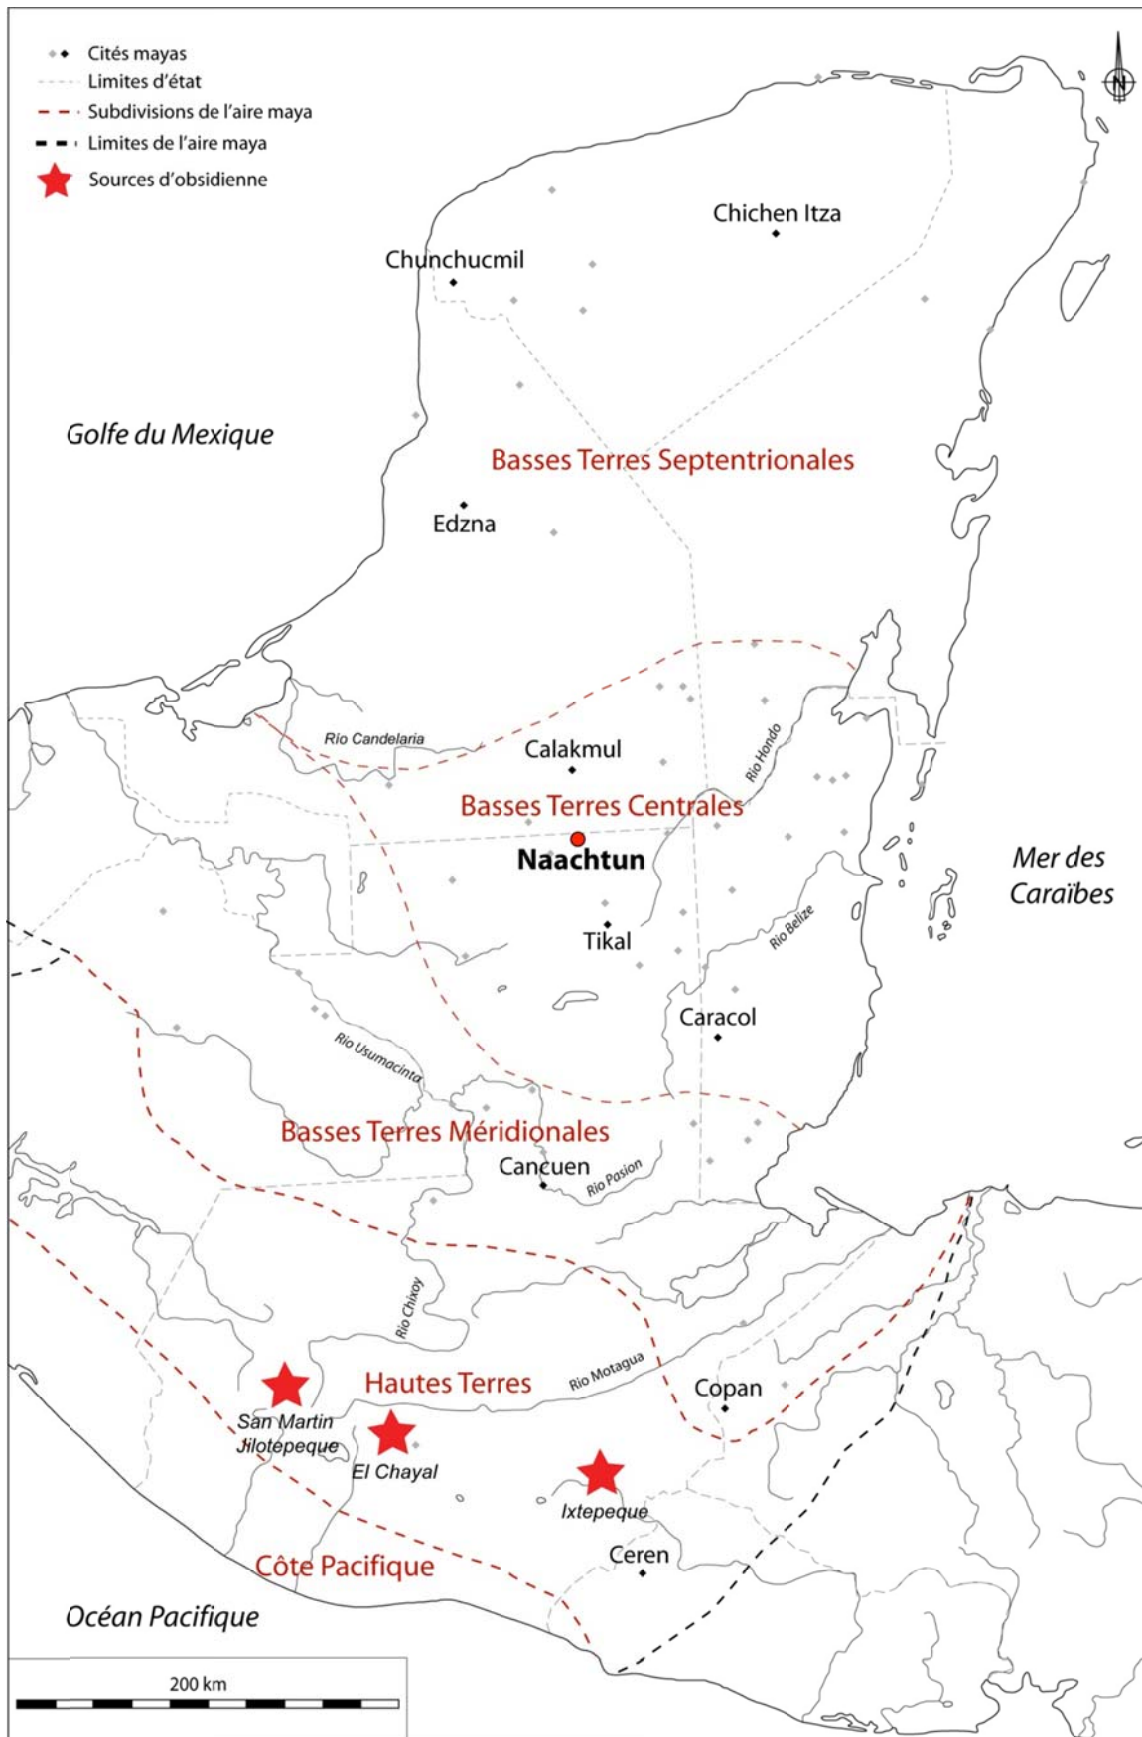 Cités mayas
Limites d'état
Subdivisions de l'aire maya
Limites de l'aire maya
Sources d'obsidienne
N
Chichen Itza
Chunchucmil
Golfe du Mexique
Basses Terres Septentrionales
Edzna
Río Candelaria
Calakmul
Rio Hondo
Basses Terres Centrales
Naachtun
Mer des
Caraïbes
Tikal
Rio Belize
Caracol
Rio Usumacinta
Basses Terres Méridionales
Cancuen
Rio Pasion
Rio Chixoy
Hautes Terres
Rio Motagua
Copan
San Martin
Jilotepeque
El Chayal
Ixtepeque
Ceren
Côte Pacifique
Océan Pacifique
200 km